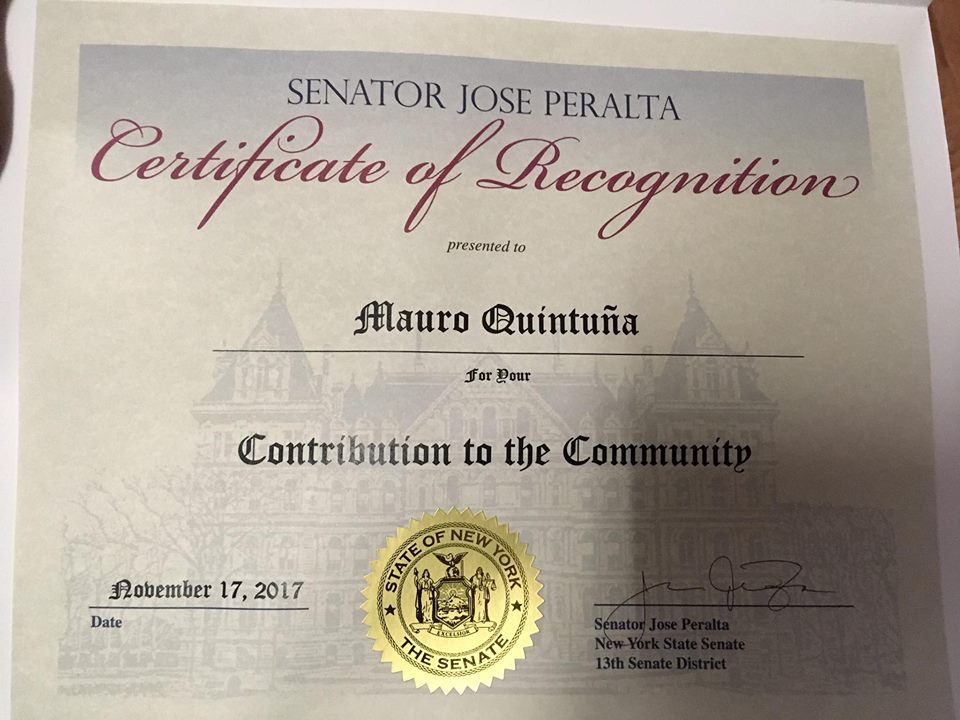 SENATOR JOSE PERALTA
Certificate of Recognition
presented to
Mauro Quintuña
For Your
Contribution to the Community
November 17, 2017
Date
STATE OF NEW YORK
EXCELSIOR
THE SENATE
Senator Jose Peralta
New York State Senate
13th Senate District